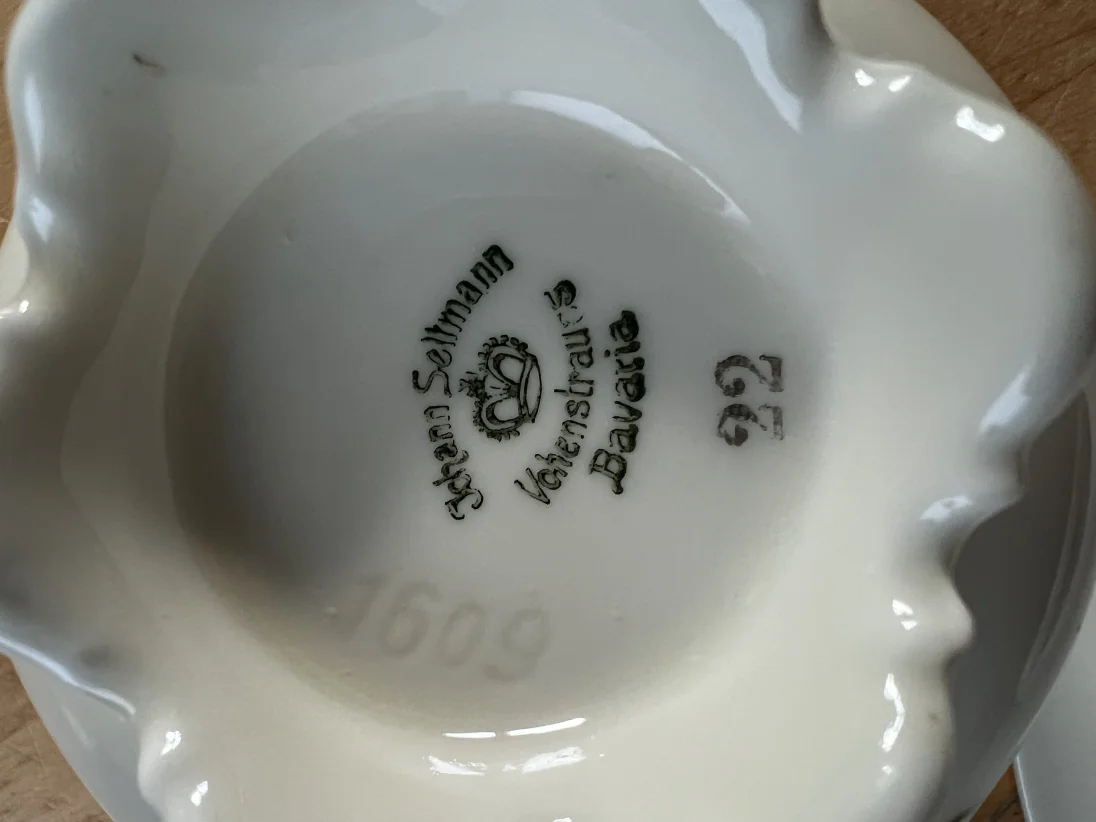 Johann Seltmann
Vohenstrauss
Bavaria
22
1609